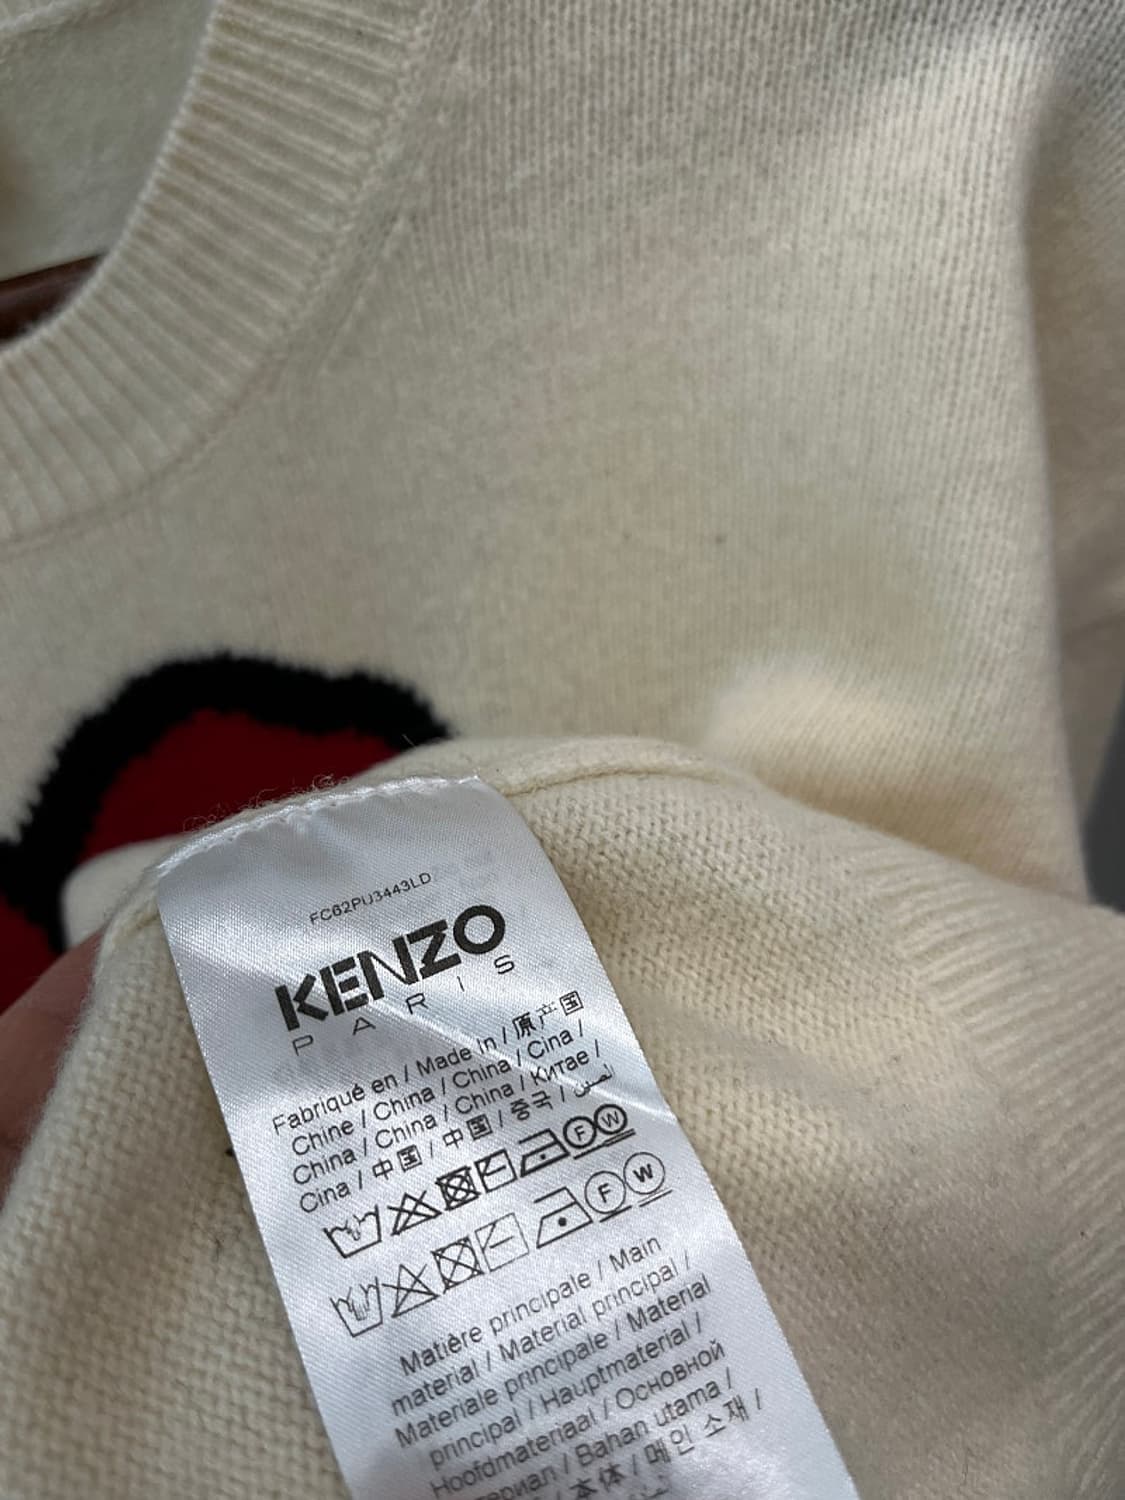 FC62PU3443LD
KENZO
PARIS
Fabriqué en / Made in / 原产国
Chine / China / China / Cina /
China / China / China / Китае /
Cina / 中国 / 中国 / 중국 / الصين
F W
F W
Matière principale / Main
material / Material principal /
Materiale principale / Material
principal / Hauptmaterial /
Hoofdmateriaal / Основной
териал / Bahan utama /
本体 / 메인 소재 /